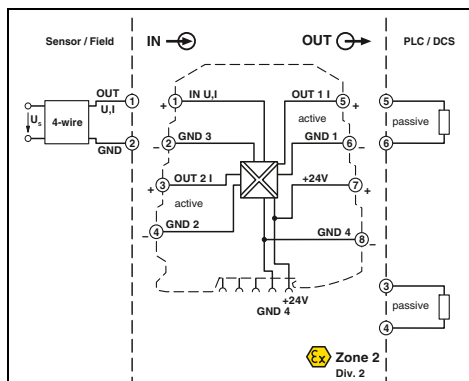 Sensor / Field
IN
OUT
PLC / DCS
OUT
U,I
1
Us
4-wire
GND
2
+
1
IN U,I
OUT 1 I
5
+
active
–
2
GND 3
GND 1
6
–
+
3
OUT 2 I
+24V
7
+
active
–
4
GND 2
GND 4
8
–
+24V
GND 4
5
passive
6
3
passive
4
Ex
Zone 2
Div. 2